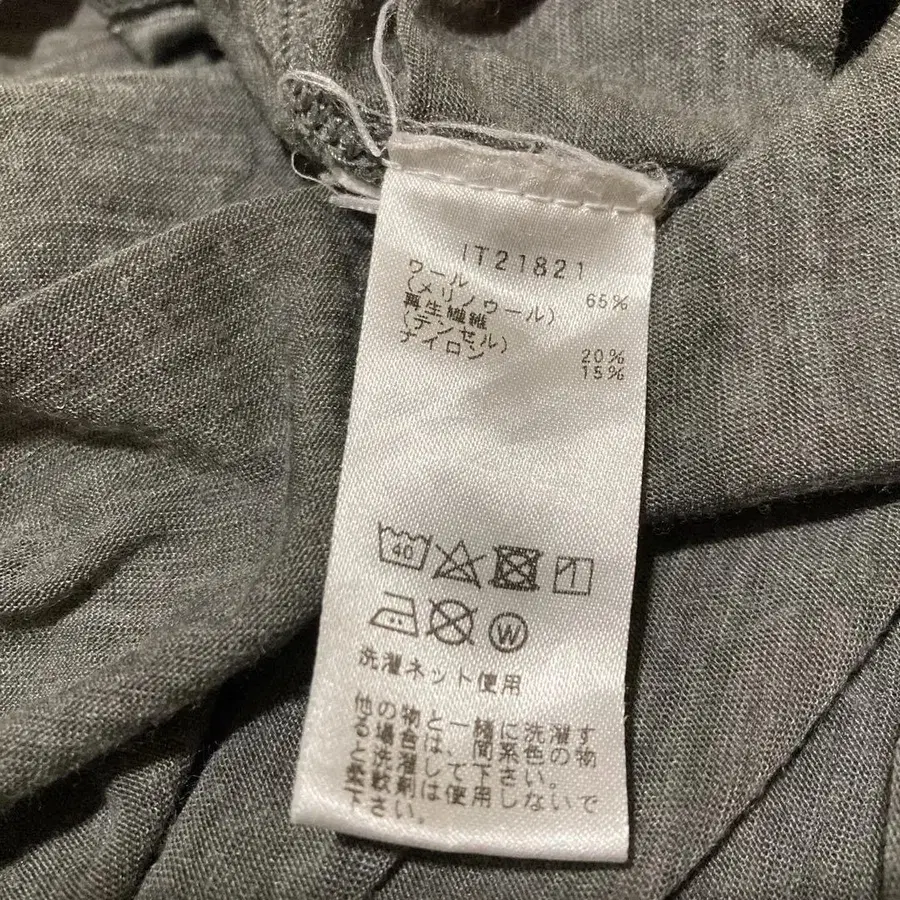 IT21821
ウール
(メリノウール) 65%
再生繊維
(テンセル) 20%
ナイロン 15%
40
W
洗濯ネット使用
他の物と一緒に洗濯す
る場合は、同系色の物
と洗濯して下さい。
柔軟剤は使用しないで
下さい。